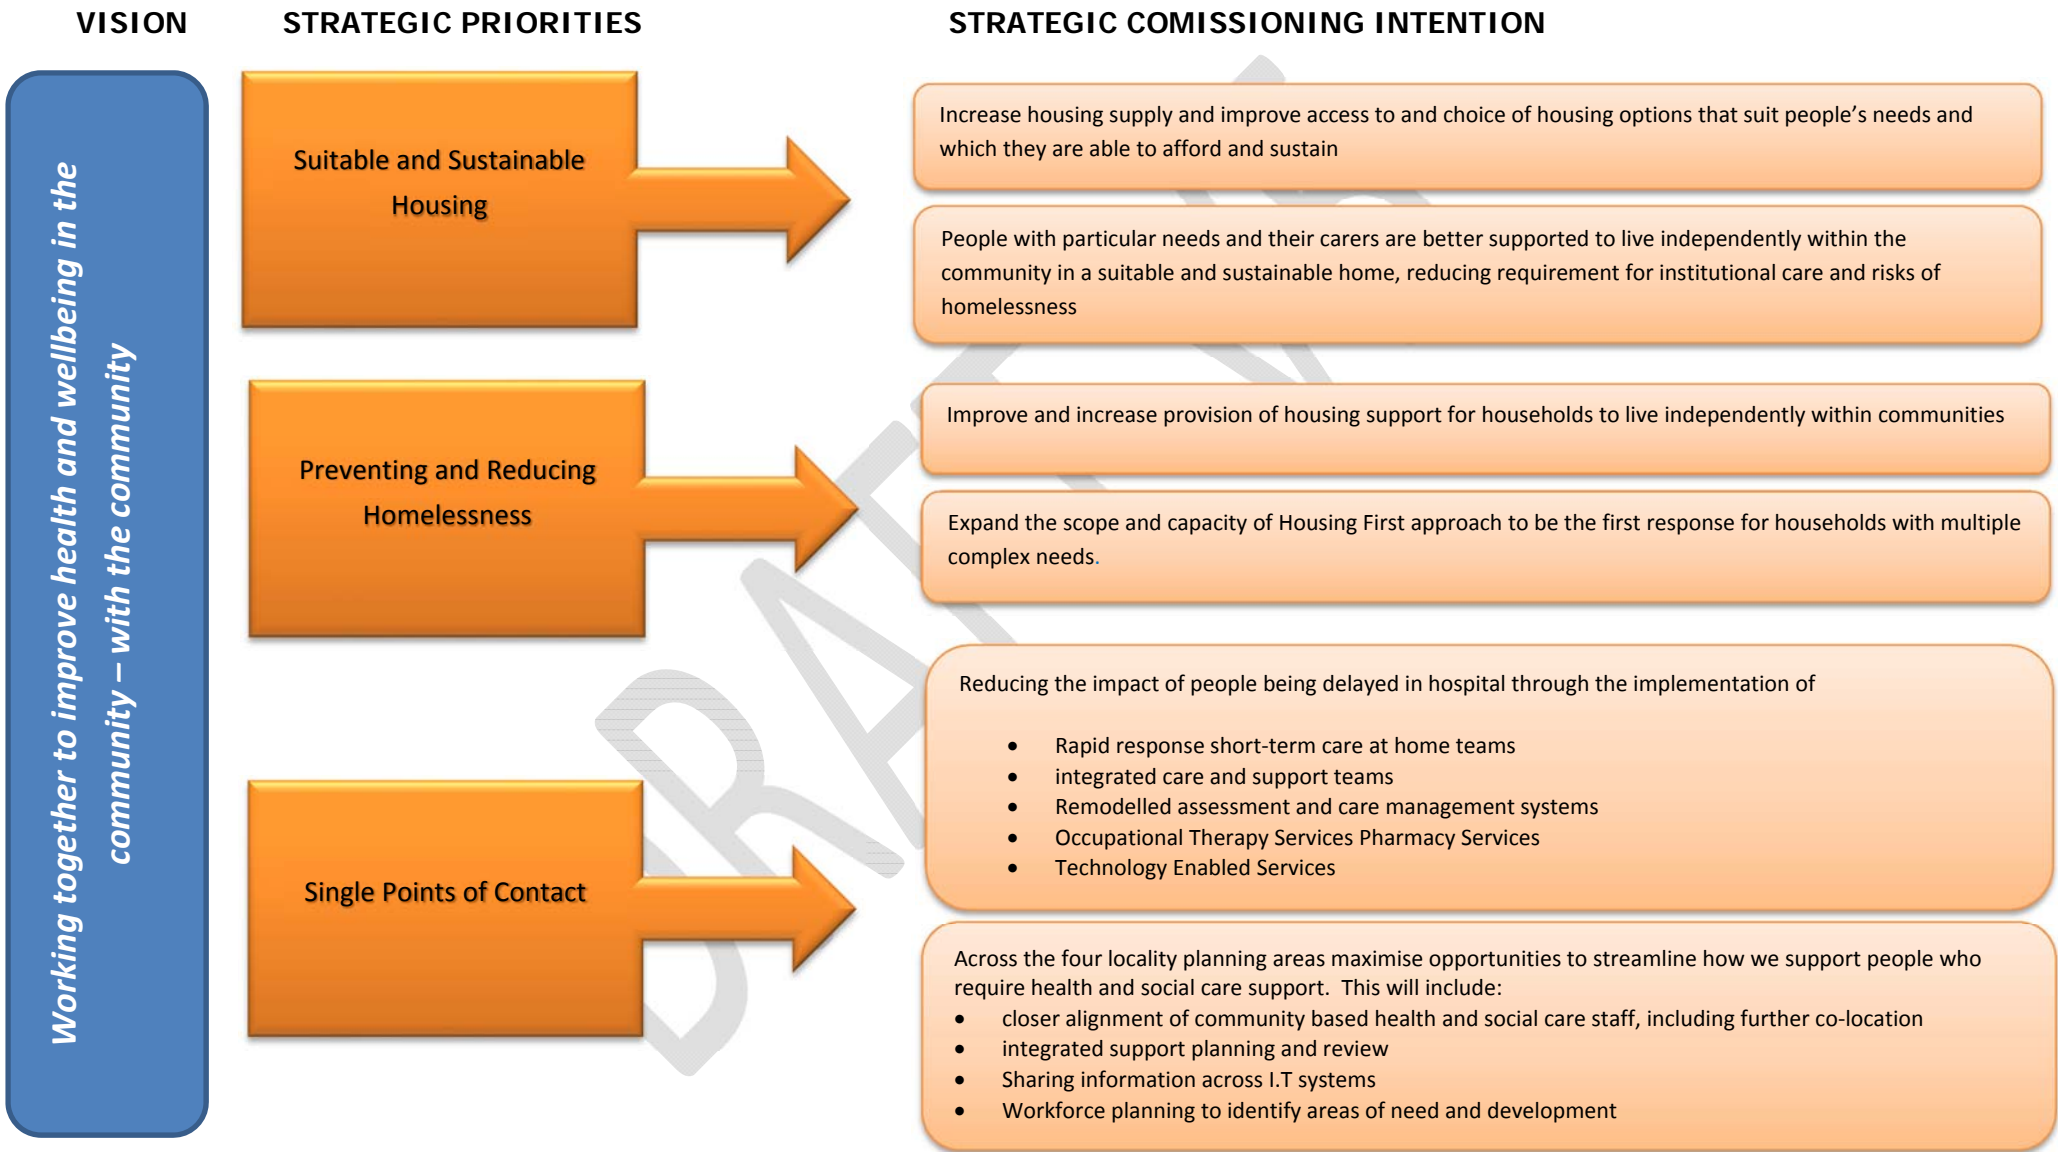 VISION
STRATEGIC PRIORITIES
STRATEGIC COMISSIONING INTENTION
Working together to improve health and wellbeing in the
community – with the community
Suitable and Sustainable
Housing
Increase housing supply and improve access to and choice of housing options that suit people’s needs and
which they are able to afford and sustain
People with particular needs and their carers are better supported to live independently within the
community in a suitable and sustainable home, reducing requirement for institutional care and risks of
homelessness
Preventing and Reducing
Homelessness
Improve and increase provision of housing support for households to live independently within communities
Expand the scope and capacity of Housing First approach to be the first response for households with multiple
complex needs.
Single Points of Contact
Reducing the impact of people being delayed in hospital through the implementation of
• Rapid response short-term care at home teams
• integrated care and support teams
• Remodelled assessment and care management systems
• Occupational Therapy Services Pharmacy Services
• Technology Enabled Services
Across the four locality planning areas maximise opportunities to streamline how we support people who
require health and social care support.  This will include:
• closer alignment of community based health and social care staff, including further co-location
• integrated support planning and review
• Sharing information across I.T systems
• Workforce planning to identify areas of need and development
DRAFT